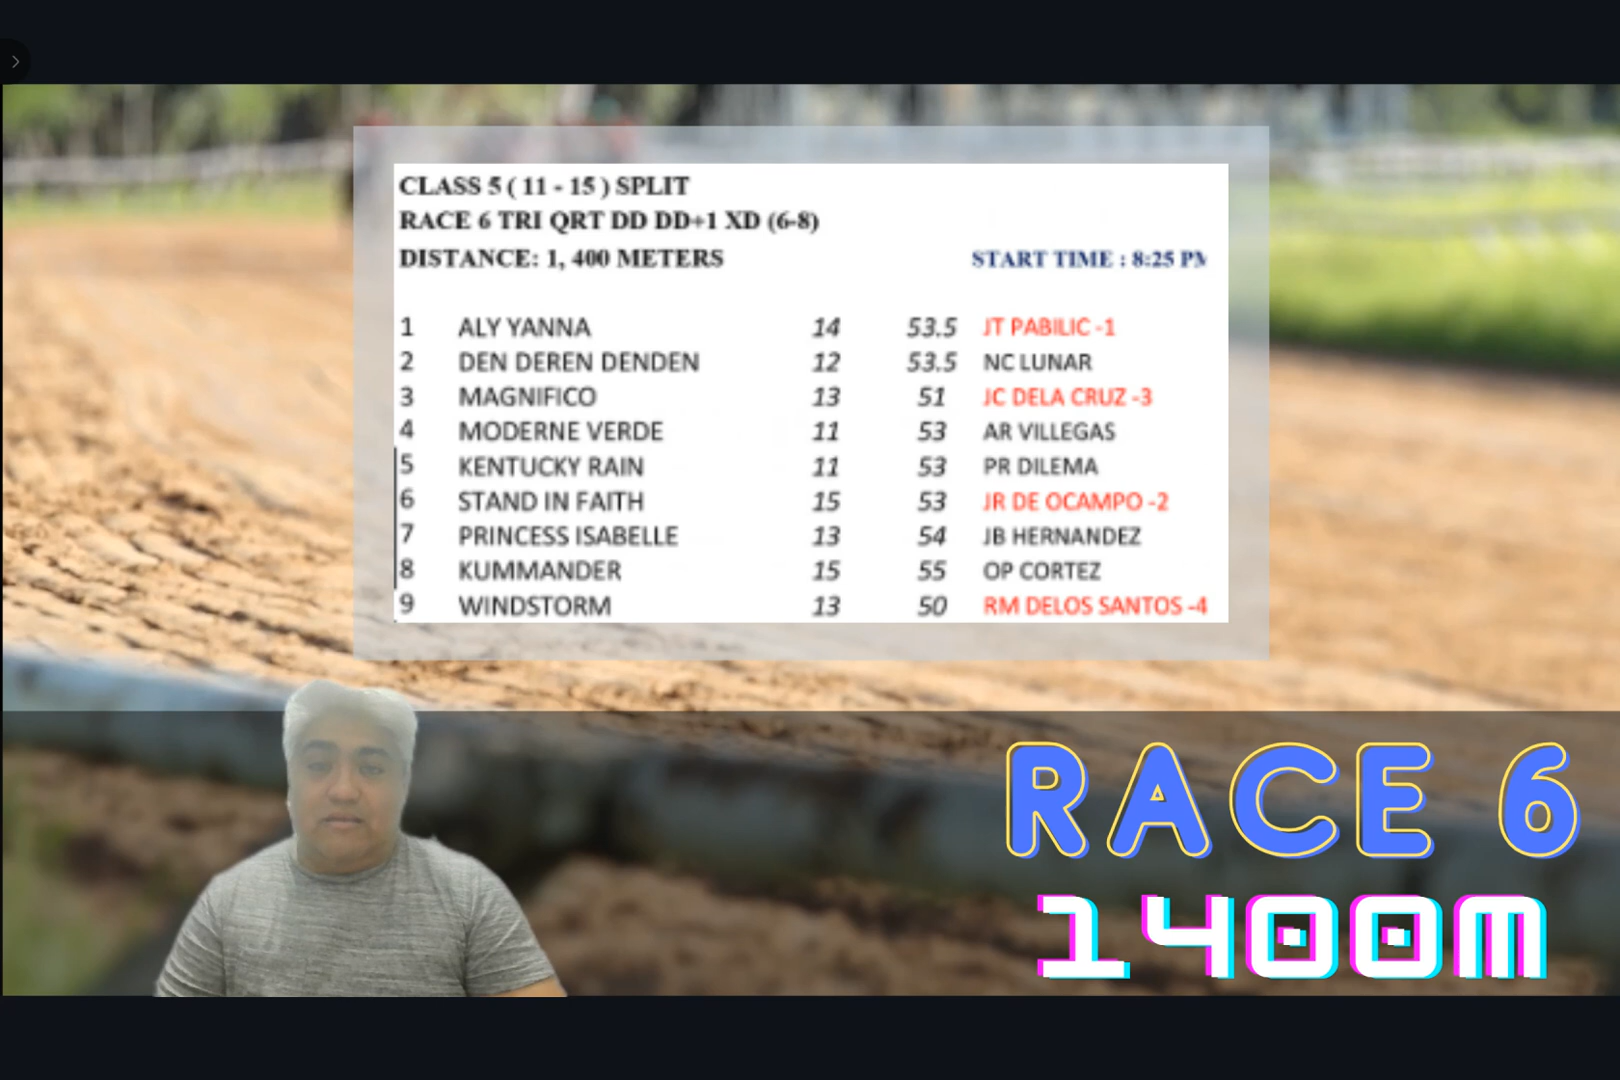 CLASS 5 ( 11 - 15 ) SPLIT
RACE 6 TRI QRT DD DD+1 XD (6-8)
DISTANCE: 1, 400 METERS START TIME : 8:25 PM
1 ALY YANNA 14 53.5 JT PABILIC -1
2 DEN DEREN DENDEN 12 53.5 NC LUNAR
3 MAGNIFICO 13 51 JC DELA CRUZ -3
4 MODERNE VERDE 11 53 AR VILLEGAS
5 KENTUCKY RAIN 11 53 PR DILEMA
6 STAND IN FAITH 15 53 JR DE OCAMPO -2
7 PRINCESS ISABELLE 13 54 JB HERNANDEZ
8 KUMMANDER 15 55 OP CORTEZ
9 WINDSTORM 13 50 RM DELOS SANTOS -4
RACE 6
1400M